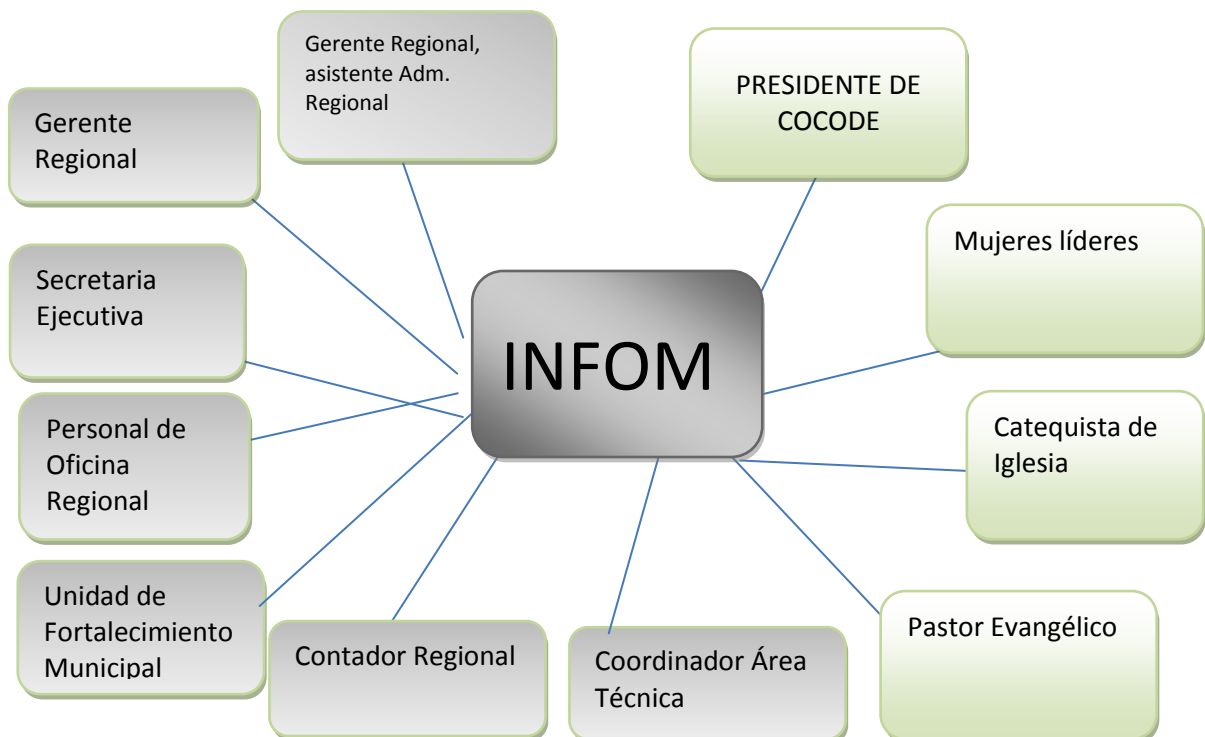 Gerente Regional,
asistente Adm.
Regional
PRESIDENTE DE
COCODE
Gerente
Regional
Mujeres líderes
Secretaria
Ejecutiva
INFOM
Personal de
Oficina
Regional
Catequista de
Iglesia
Unidad de
Fortalecimiento
Municipal
Contador Regional
Coordinador Área
Técnica
Pastor Evangélico